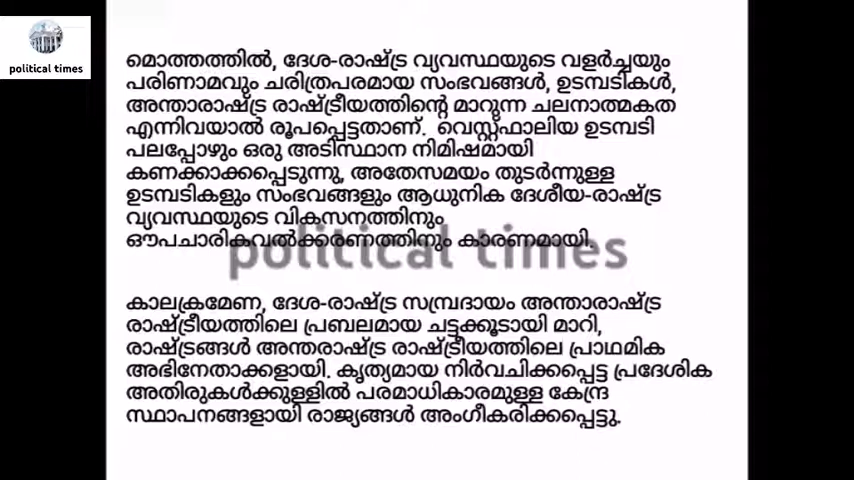 political times
മൊത്തത്തിൽ, ദേശ-രാഷ്ട്ര വ്യവസ്ഥയുടെ വളർച്ചയും
പരിണാമവും ചരിത്രപരമായ സംഭവങ്ങൾ, ഉടമ്പടികൾ,
അന്താരാഷ്ട്ര രാഷ്ട്രീയത്തിന്റെ മാറുന്ന ചലനാത്മകത
എന്നിവയാൽ രൂപപ്പെട്ടതാണ്. വെസ്റ്റ്ഫാലിയ ഉടമ്പടി
പലപ്പോഴും ഒരു അടിസ്ഥാന നിമിഷമായി
കണക്കാക്കപ്പെടുന്നു, അതേസമയം തുടർന്നുള്ള
ഉടമ്പടികളും സംഭവങ്ങളും ആധുനിക ദേശീയ-രാഷ്ട്ര
വ്യവസ്ഥയുടെ വികസനത്തിനും
ഔപചാരികവൽക്കരണത്തിനും കാരണമായി.
political times
കാലക്രമേണ, ദേശ-രാഷ്ട്ര സമ്പ്രദായം അന്താരാഷ്ട്ര
രാഷ്ട്രീയത്തിലെ പ്രബലമായ ചട്ടക്കൂടായി മാറി,
രാഷ്ട്രങ്ങൾ അന്തരാഷ്ട്ര രാഷ്ട്രീയത്തിലെ പ്രാഥമിക
അഭിനേതാക്കളായി. കൃത്യമായ നിർവചിക്കപ്പെട്ട പ്രദേശിക
അതിരുകൾക്കുള്ളിൽ പരമാധികാരമുള്ള കേന്ദ്ര
സ്ഥാപനങ്ങളായി രാജ്യങ്ങൾ അംഗീകരിക്കപ്പെട്ടു.